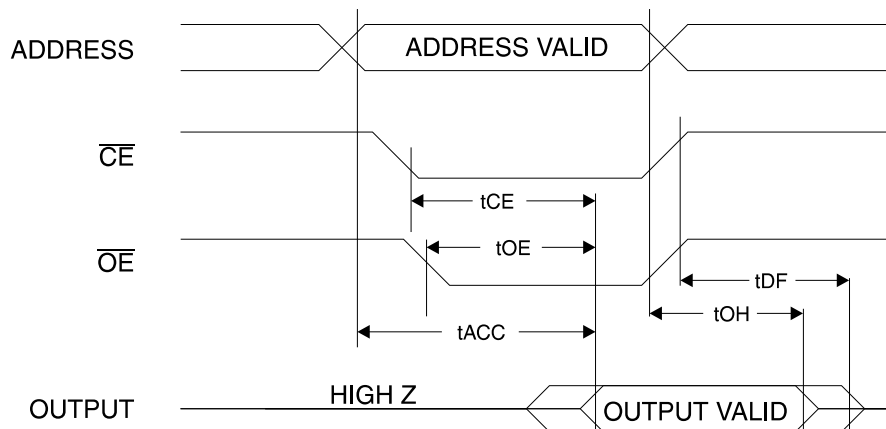 ADDRESS ADDRESS VALID
CE
tCE
OE tOE
tDF
tOH
tACC
HIGH Z
OUTPUT OUTPUT VALID